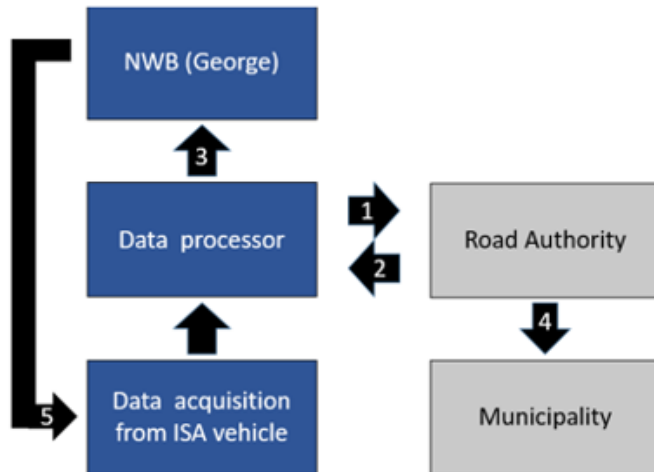 NWB (George)
3
Data processor
1
2
Road Authority
4
5
Data acquisition
from ISA vehicle
Municipality